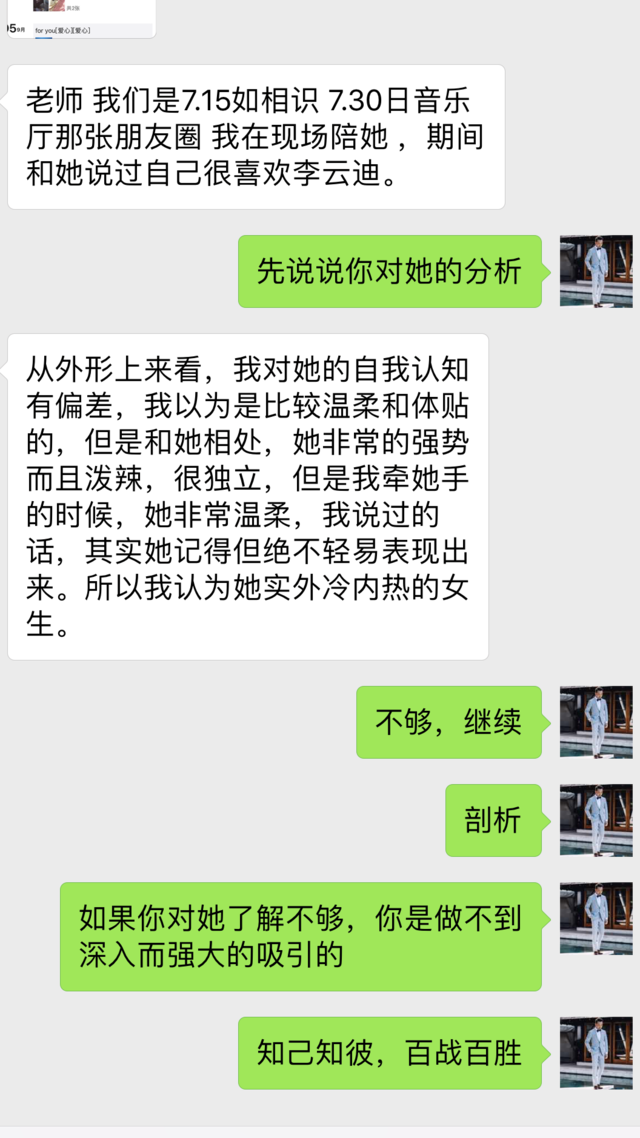 共2张
05 9月
for you[爱心][爱心]
老师 我们是7.15如相识 7.30日音乐
厅那张朋友圈 我在现场陪她 ，期间
和她说过自己很喜欢李云迪。
先说说你对她的分析
从外形上来看，我对她的自我认知
有偏差，我以为是比较温柔和体贴
的，但是和她相处，她非常的强势
而且泼辣，很独立，但是我牵她手
的时候，她非常温柔，我说过的
话，其实她记得但绝不轻易表现出
来。所以我认为她实外冷内热的女
生。
不够，继续
剖析
如果你对她了解不够，你是做不到
深入而强大的吸引的
知己知彼，百战百胜